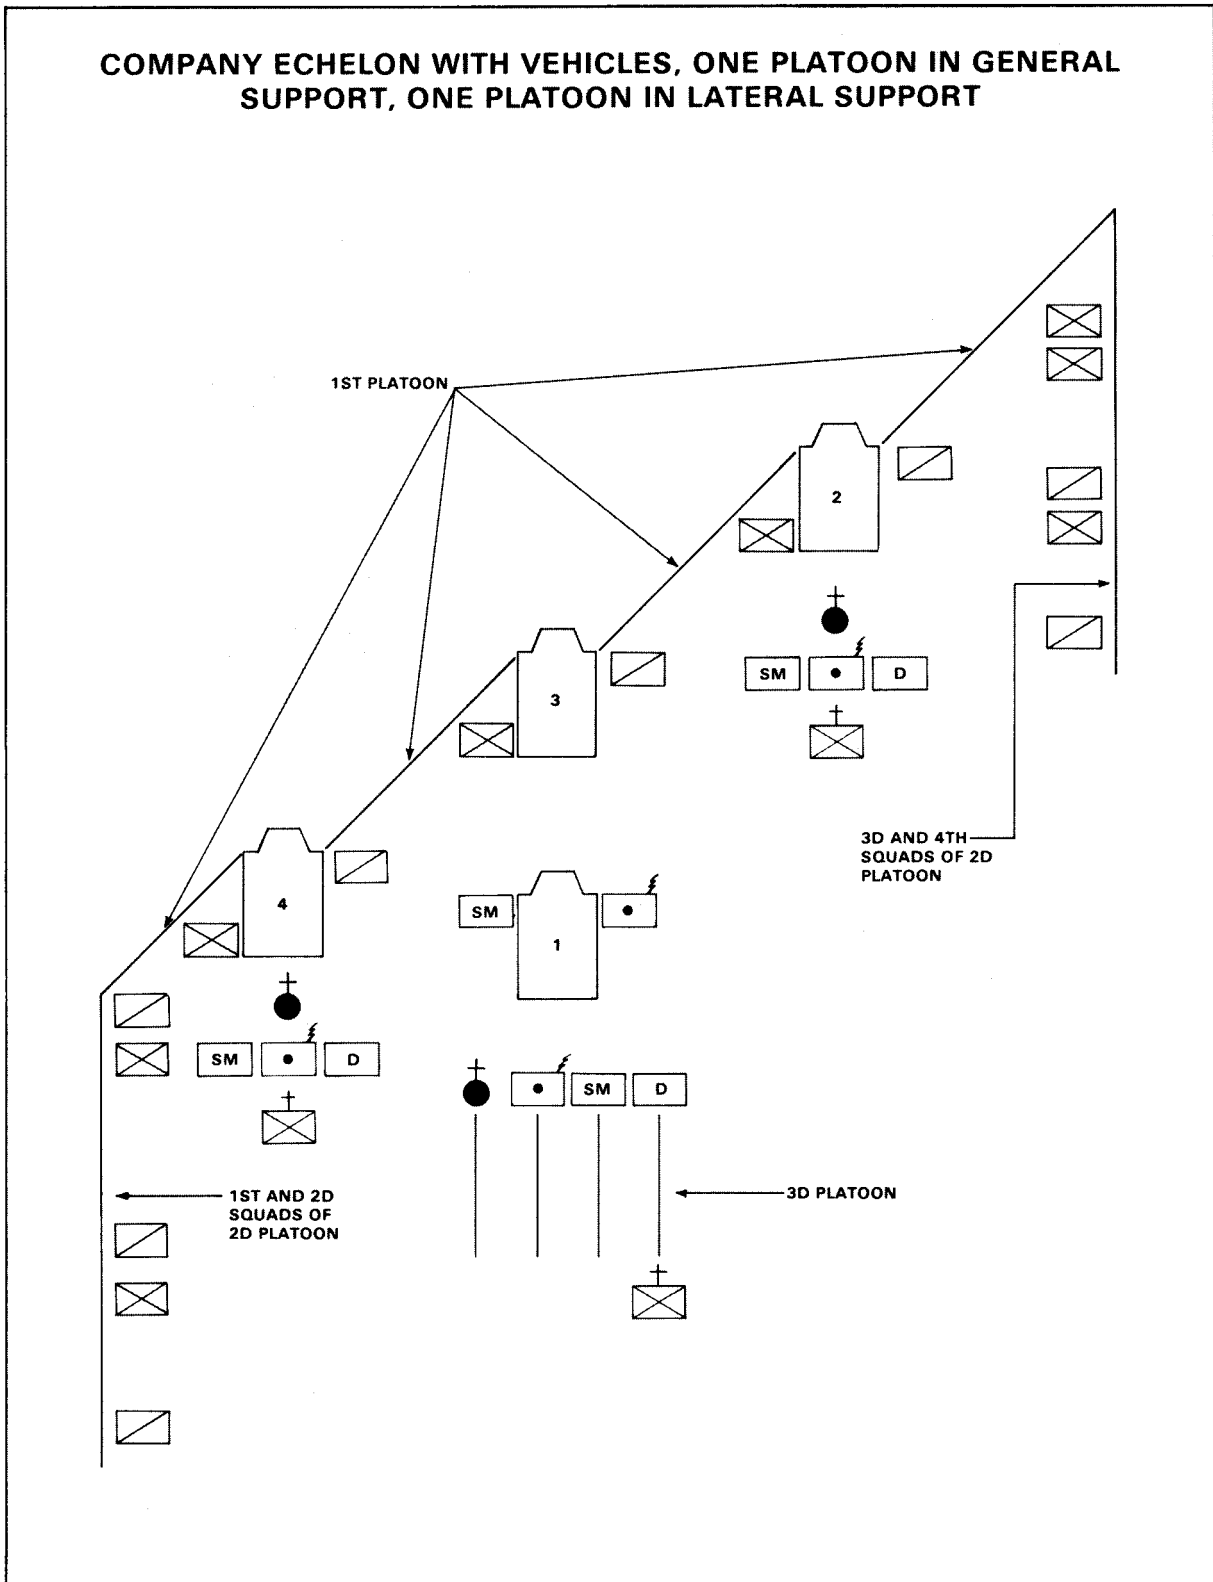 COMPANY ECHELON WITH VEHICLES, ONE PLATOON IN GENERAL
SUPPORT, ONE PLATOON IN LATERAL SUPPORT
1ST PLATOON
2
SM
D
3
3D AND 4TH
SQUADS OF 2D
PLATOON
4
SM
1
SM
D
SM
D
1ST AND 2D
SQUADS OF
2D PLATOON
3D PLATOON